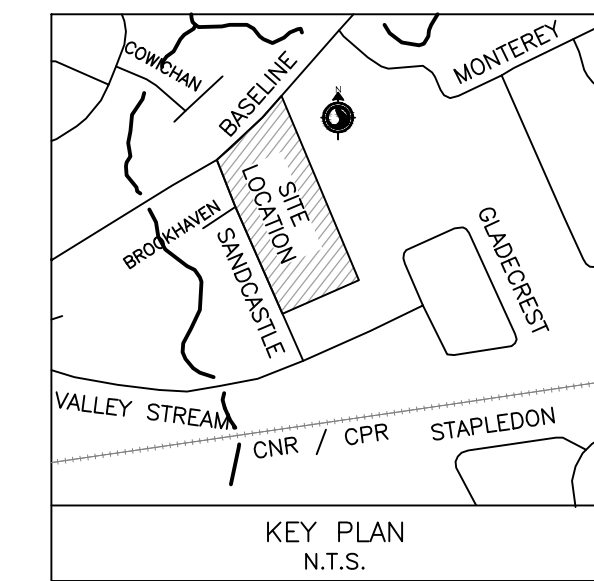 COWICHAN
BASELINE
MONTEREY
N
SITE
LOCATION
BROOKHAVEN
SANDCASTLE
GLADECREST
VALLEY STREAM
CNR / CPR
STAPLEDON
KEY PLAN
N.T.S.